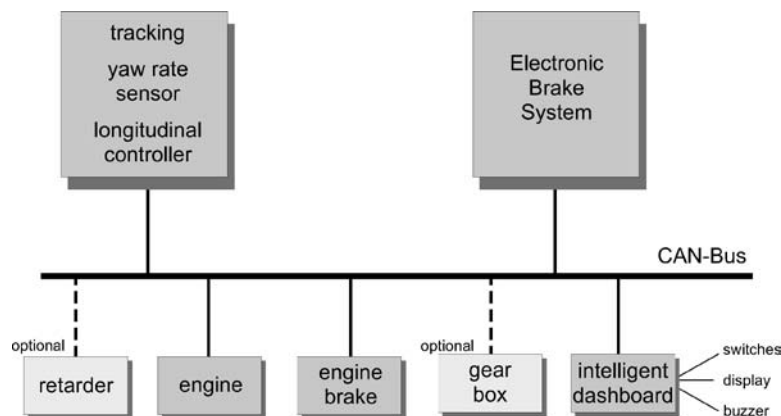 tracking
yaw rate
sensor
longitudinal
controller
Electronic
Brake
System
CAN-Bus
optional
retarder
engine
engine
brake
optional
gear
box
intelligent
dashboard
switches
display
buzzer